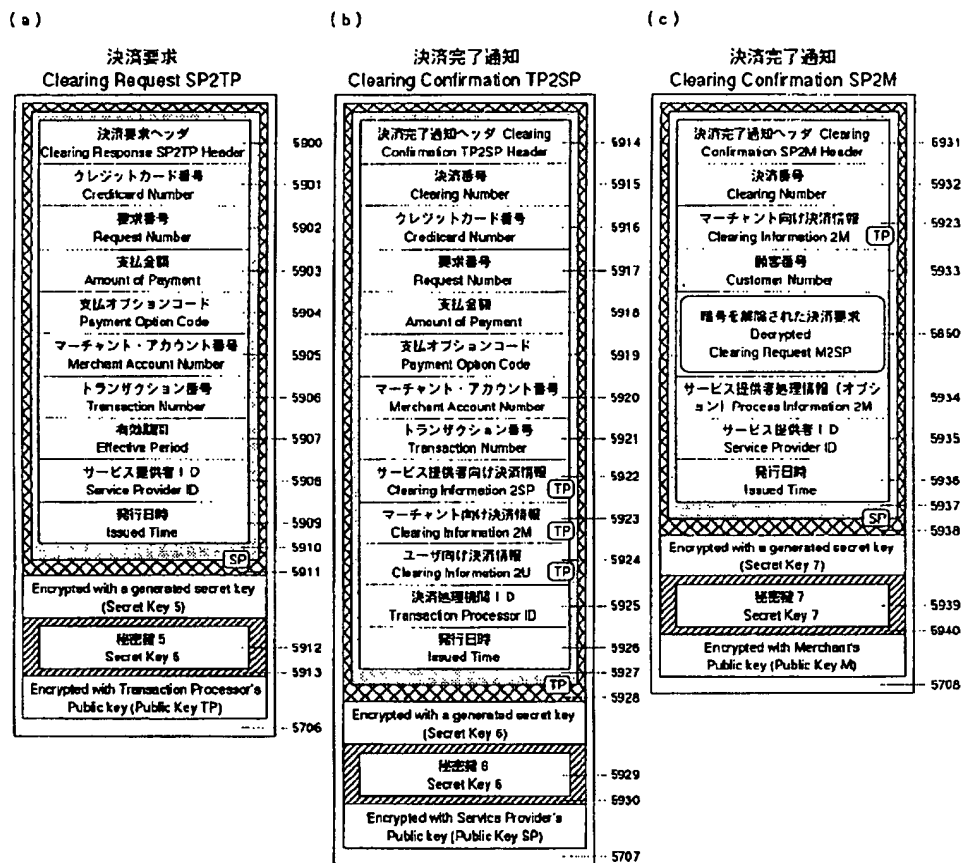 (a)
決済要求
Clearing Request SP2TP
決済要求ヘッダ
Clearing Response SP2TP Header
5900
クレジットカード番号
Creditcard Number
5901
要求番号
Request Number
5902
支払金額
Amount of Payment
5903
支払オプションコード
Payment Option Code
5904
マーチャント・アカウント番号
Merchant Account Number
5905
トランザクション番号
Transaction Number
5906
有効期間
Effective Period
5907
サービス提供者ID
Service Provider ID
5908
発行日時
Issued Time
5909
5910
SP
5911
Encrypted with a generated secret key
(Secret Key 5)
秘密鍵 5
Secret Key 5
5912
5913
Encrypted with Transaction Processor's
Public key (Public Key TP)
5706
(b)
決済完了通知
Clearing Confirmation TP2SP
決済完了通知ヘッダ Clearing
Confirmation TP2SP Header
5914
決済番号
Clearing Number
5915
クレジットカード番号
Creditcard Number
5916
要求番号
Request Number
5917
支払金額
Amount of Payment
5918
支払オプションコード
Payment Option Code
5919
マーチャント・アカウント番号
Merchant Account Number
5920
トランザクション番号
Transaction Number
5921
サービス提供者向け決済情報
Clearing Information 2SP TP
5922
マーチャント向け決済情報
Clearing Information 2M TP
5923
ユーザ向け決済情報
Clearing Information 2U TP
5924
決済処理機関ID
Transaction Processor ID
5925
発行日時
Issued Time
5926
5927
TP
5928
Encrypted with a generated secret key
(Secret Key 6)
秘密鍵 6
Secret Key 6
5929
5930
Encrypted with Service Provider's
Public key (Public Key SP)
5707
(c)
決済完了通知
Clearing Confirmation SP2M
決済完了通知ヘッダ Clearing
Confirmation SP2M Header
5931
決済番号
Clearing Number
5932
マーチャント向け決済情報
Clearing Information 2M TP
5923
顧客番号
Customer Number
5933
暗号を解除された決済要求
Decrypted
Clearing Request M2SP
サービス提供者処理情報(オプシ
ョン) Process Information 2M
5934
サービス提供者ID
Service Provider ID
5935
発行日時
Issued Time
5936
5937
SP
5938
Encrypted with a generated secret key
(Secret Key 7)
秘密鍵 7
Secret Key 7
5939
5940
Encrypted with Merchant's
Public key (Public Key M)
5708